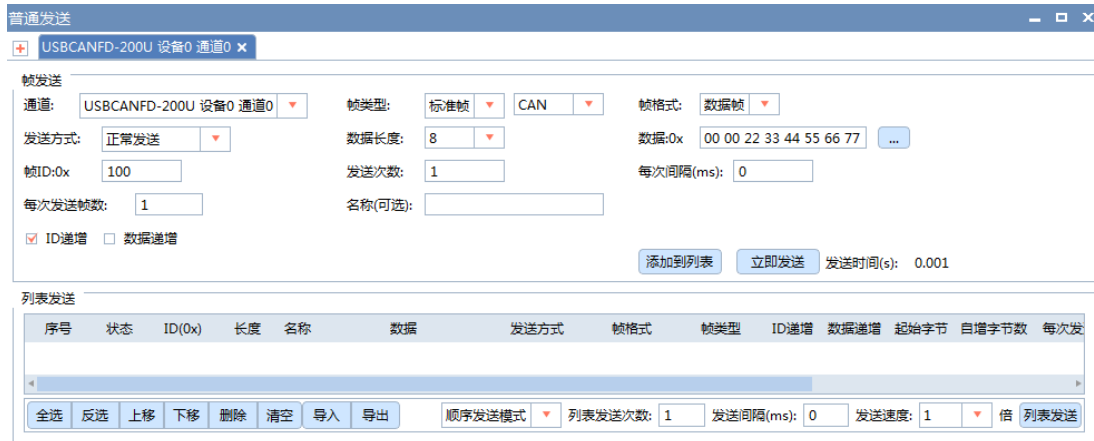 普通发送
USBCANFD-200U 设备0 通道0
帧发送
通道: USBCANFD-200U 设备0 通道0 帧类型: 标准帧 CAN 帧格式: 数据帧
发送方式: 正常发送 数据长度: 8 数据:0x 00 00 22 33 44 55 66 77 ...
帧ID:0x 100 发送次数: 1 每次间隔(ms): 0
每次发送帧数: 1 名称(可选):
ID递增 数据递增
添加到列表 立即发送 发送时间(s): 0.001
列表发送
序号 状态 ID(0x) 长度 名称 数据 发送方式 帧格式 帧类型 ID递增 数据递增 起始字节 自增字节数 每次发
全选 反选 上移 下移 删除 清空 导入 导出 顺序发送模式 列表发送次数: 1 发送间隔(ms): 0 发送速度: 1 倍 列表发送